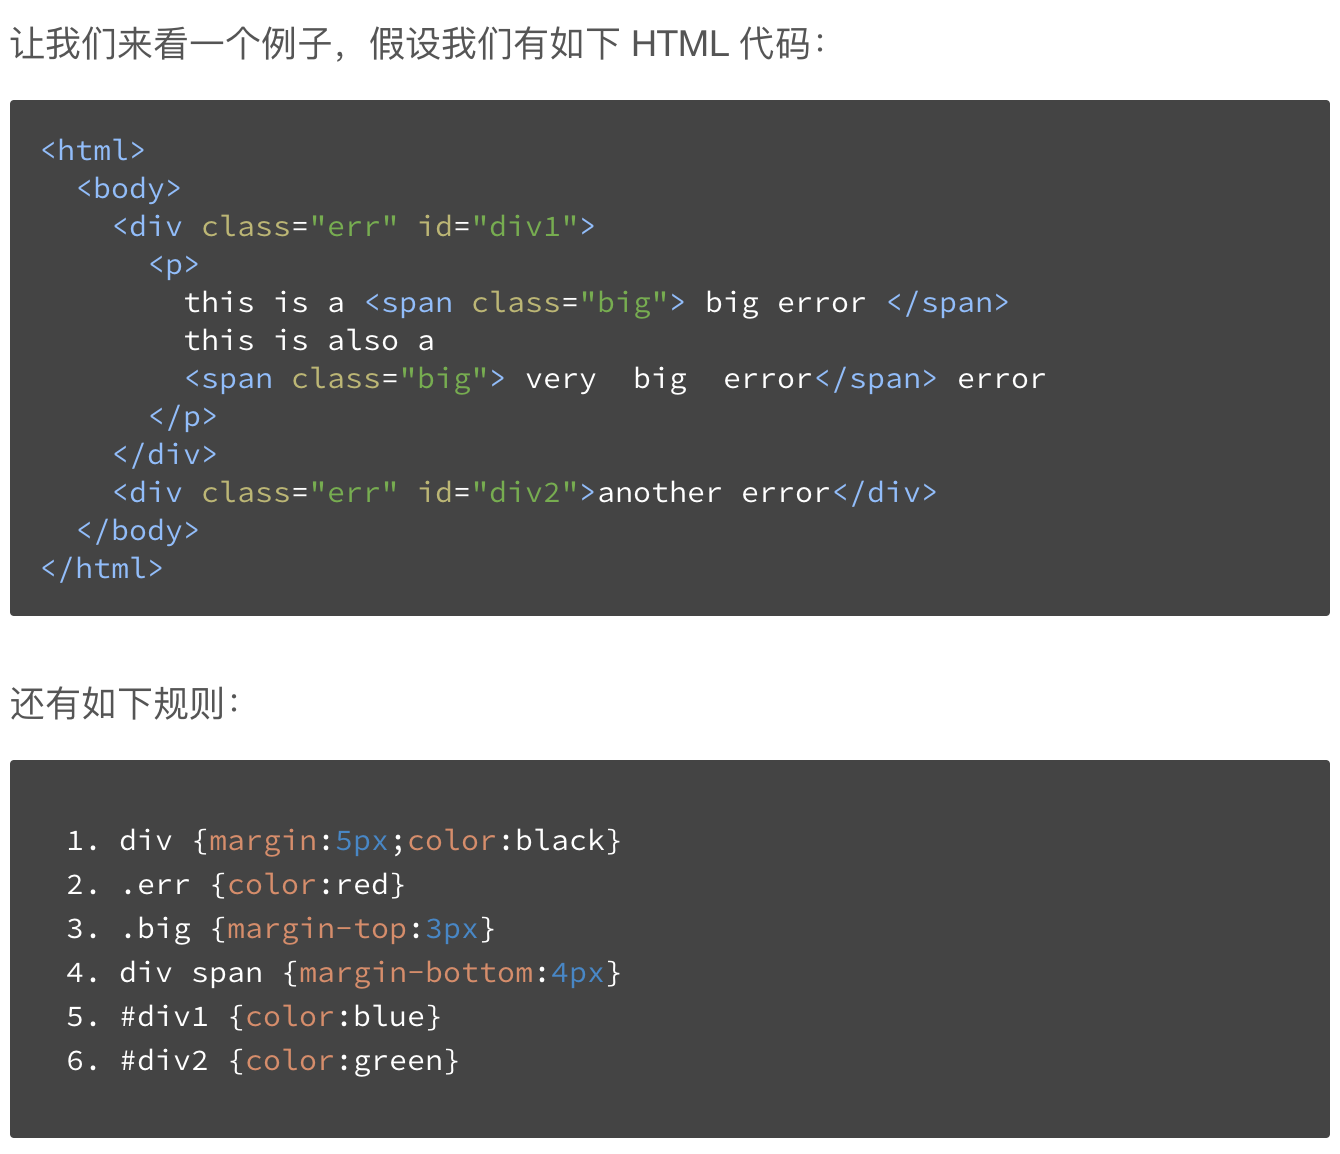 让我们来看一个例子，假设我们有如下 HTML 代码：
<html>
  <body>
    <div class="err" id="div1">
      <p>
        this is a <span class="big"> big error </span>
        this is also a
        <span class="big"> very  big  error</span> error
      </p>
    </div>
    <div class="err" id="div2">another error</div>
  </body>
</html>
还有如下规则：
1. div {margin:5px;color:black}
2. .err {color:red}
3. .big {margin-top:3px}
4. div span {margin-bottom:4px}
5. #div1 {color:blue}
6. #div2 {color:green}